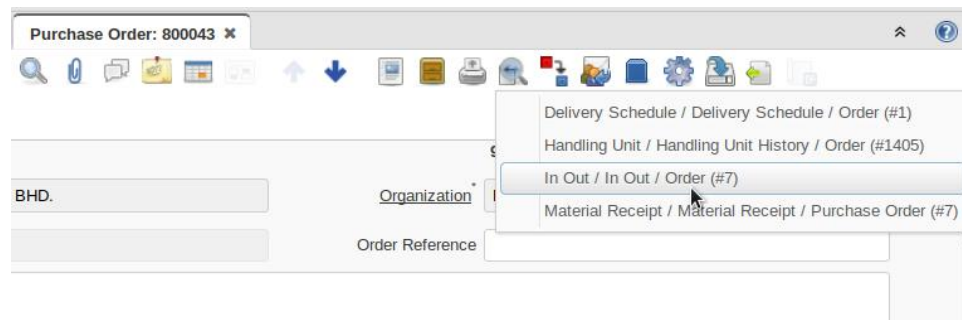 Purchase Order: 800043
Delivery Schedule / Delivery Schedule / Order (#1)
Handling Unit / Handling Unit History / Order (#1405)
In Out / In Out / Order (#7)
Material Receipt / Material Receipt / Purchase Order (#7)
BHD.
Organization*
Order Reference